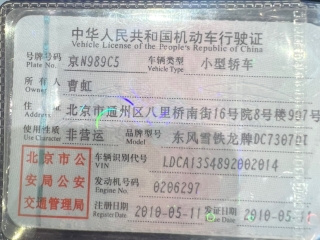 中华人民共和国机动车行驶证
Vehicle License of the People's Republic of China
号牌号码 京N989C5 车辆类型 小型轿车
Plate No. Vehicle Type
所有人 曹虹
Owner
住址 北京市通州区八里桥南街16号院8号楼907号
Address
使用性质 非营运 品牌型号 东风雪铁龙牌DC7307DT
Use Character Model
北京市公 车辆识别代号 LDCA13S4892002014
VIN
安局公安 发动机号码 0206297
Engine No.
交通管理局 注册日期 2010-05-11 发证日期 2010-05-11
Register Date Issue Date